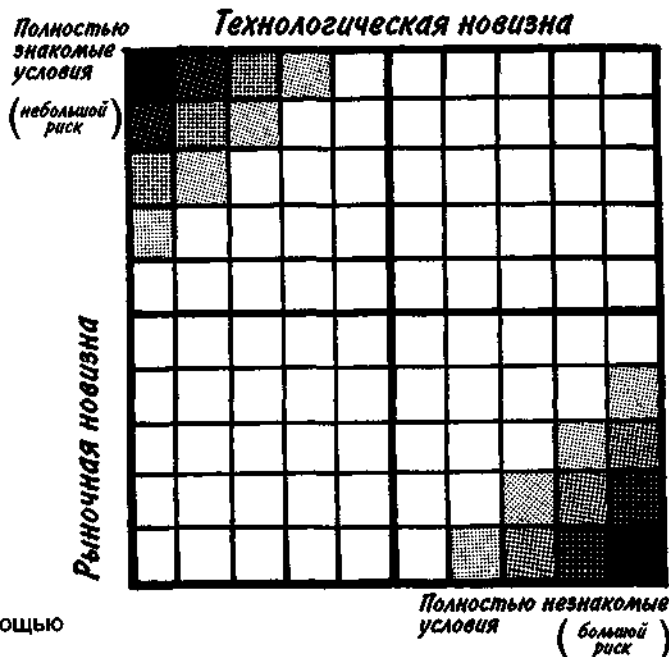 Технологическая новизна
Полностью
знакомые
условия
(небольшой
риск)
Рыночная новизна
Полностью незнакомые
условия
(большой
риск)
ощью